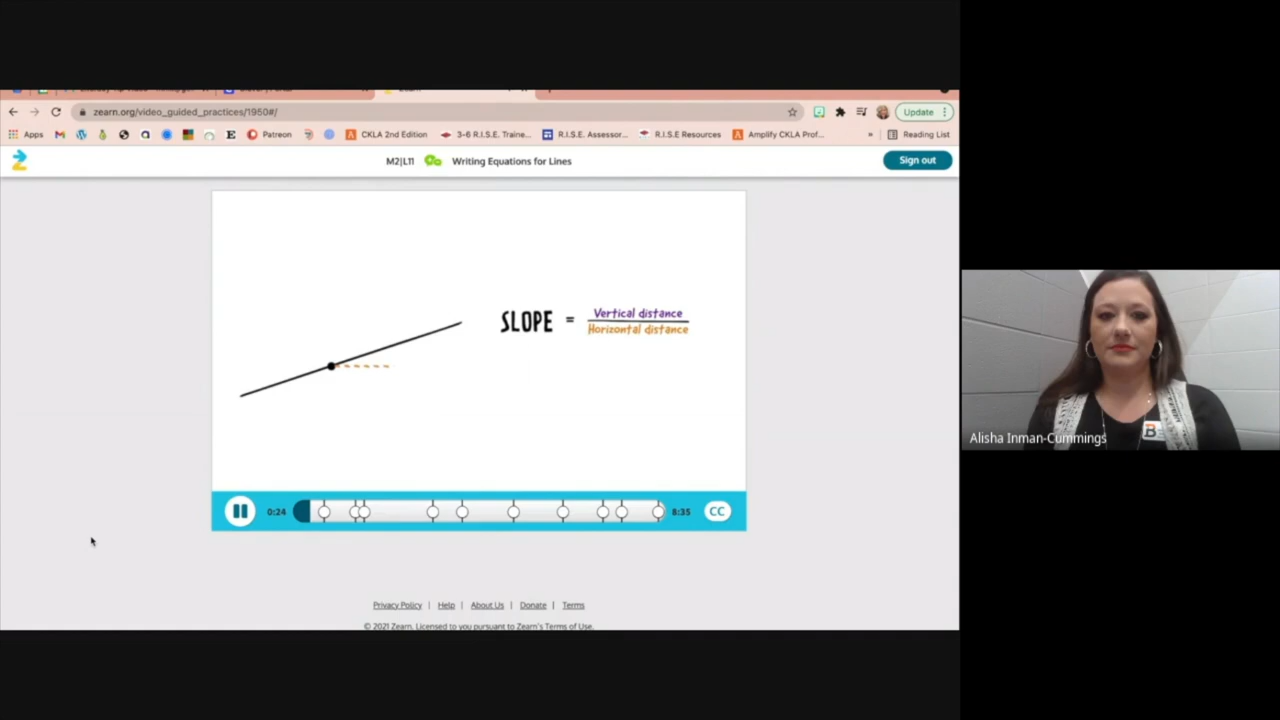 zearn.org/video_guided_practices/1950#/
Update
Apps
Patreon
CKLA 2nd Edition
3-6 R.I.S.E. Traine...
R.I.S.E. Assessor...
R.I.S.E Resources
Amplify CKLA Prof...
»
Reading List
M2|L11 Writing Equations for Lines
Sign out
SLOPE = Vertical distance
Horizontal distance
0:24
8:35
CC
Alisha Inman-Cummings
Privacy Policy | Help | About Us | Donate | Terms
© 2021 Zearn. Licensed to you pursuant to Zearn's Terms of Use.